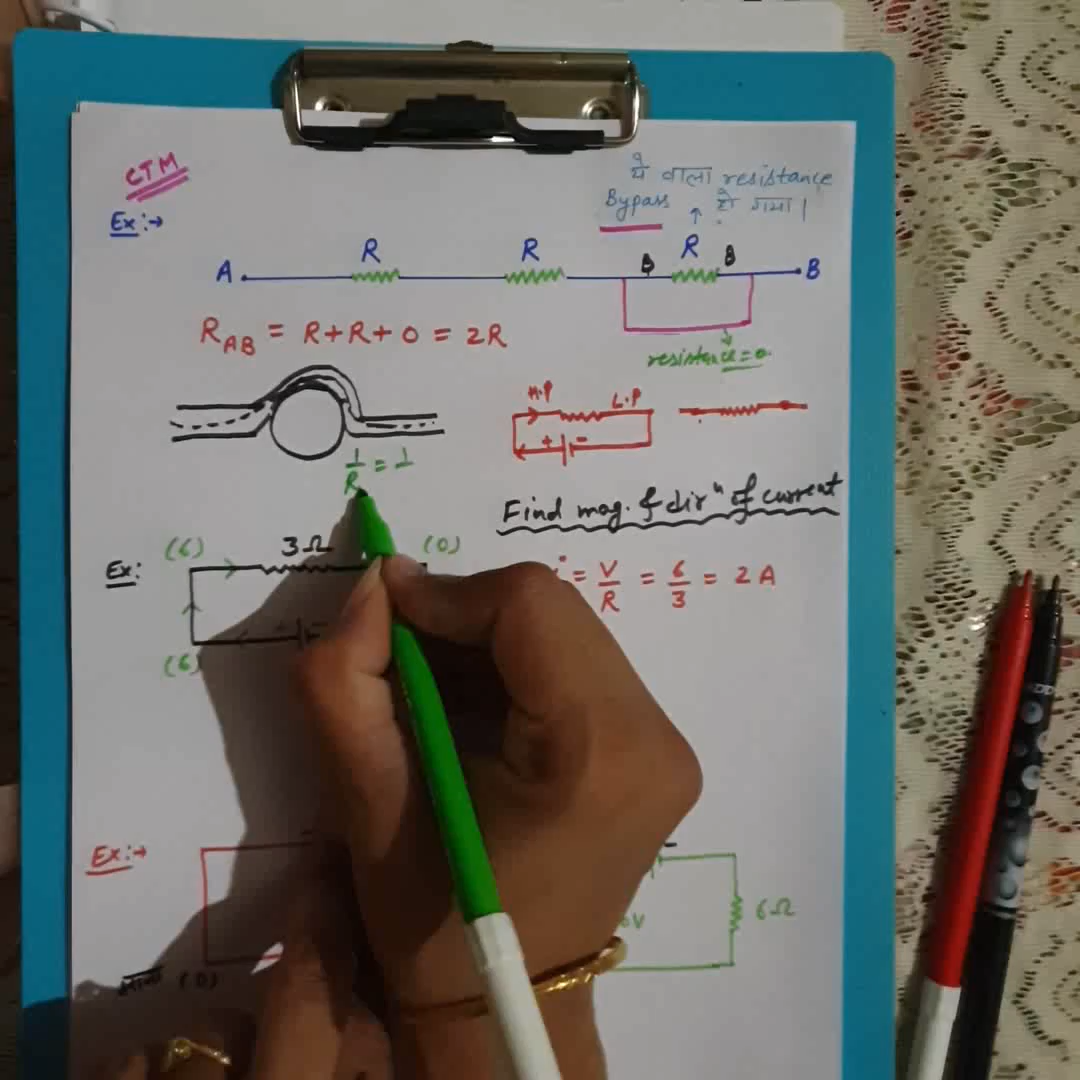 CTM
ये वाला resistance
Bypass हो गया।
Ex:→
R R B R B
A B
R_AB = R+R+0 = 2R
resistance = 0
H.P L.P
+ -
1/R = 1
Find mag. & dirⁿ of current
Ex: (6) 3Ω (0)
i = V/R = 6/3 = 2A
(6)
Ex:→
6Ω
(0)